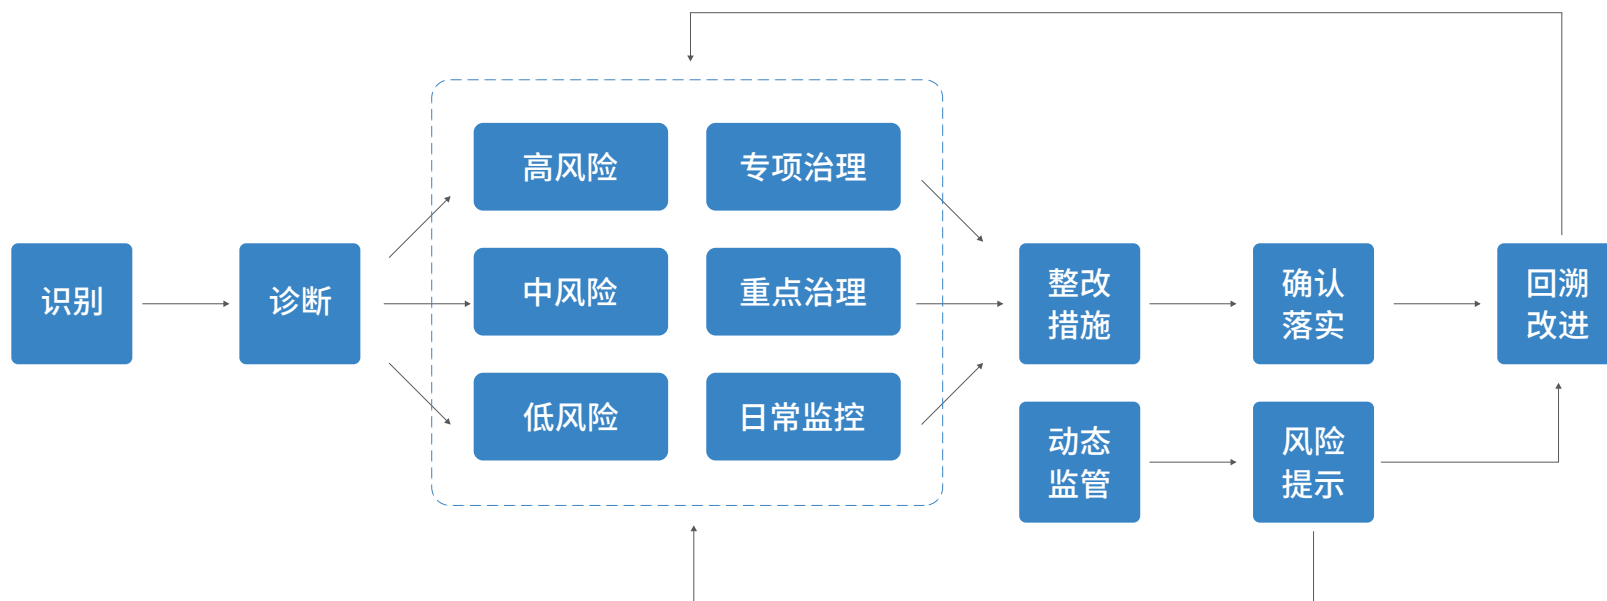 识别
诊断
高风险
专项治理
中风险
重点治理
低风险
日常监控
整改
措施
确认
落实
回溯
改进
动态
监管
风险
提示